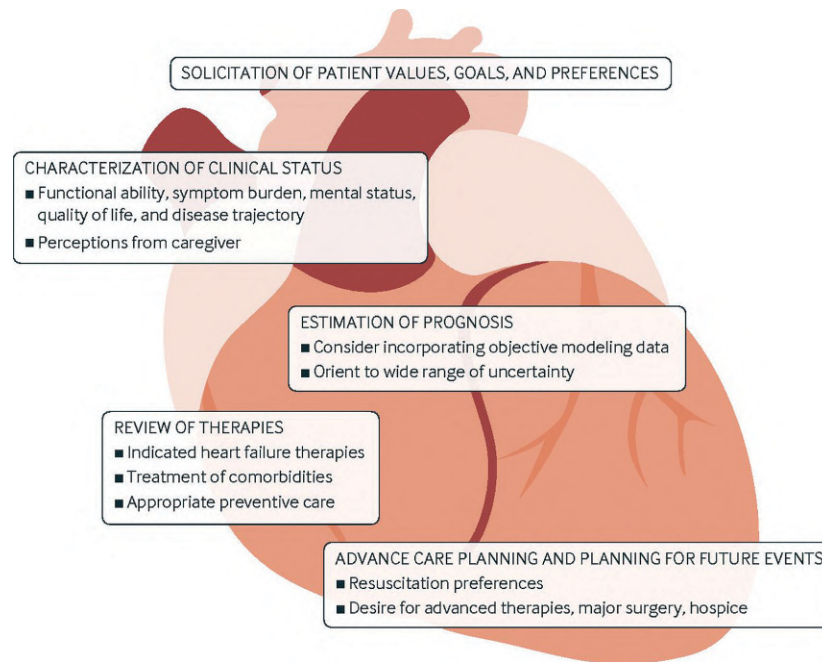 SOLICITATION OF PATIENT VALUES, GOALS, AND PREFERENCES
CHARACTERIZATION OF CLINICAL STATUS
■ Functional ability, symptom burden, mental status,
quality of life, and disease trajectory
■ Perceptions from caregiver
ESTIMATION OF PROGNOSIS
■ Consider incorporating objective modeling data
■ Orient to wide range of uncertainty
REVIEW OF THERAPIES
■ Indicated heart failure therapies
■ Treatment of comorbidities
■ Appropriate preventive care
ADVANCE CARE PLANNING AND PLANNING FOR FUTURE EVENTS
■ Resuscitation preferences
■ Desire for advanced therapies, major surgery, hospice